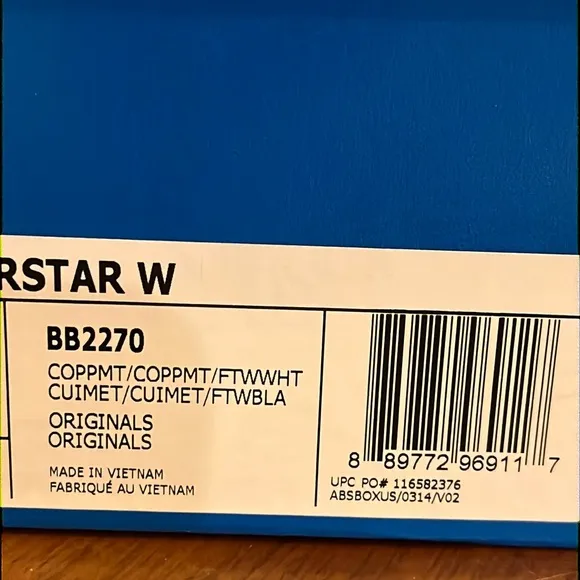 RSTAR W
BB2270
COPPMT/COPPMT/FTWWHT
CUIMET/CUIMET/FTWBLA
ORIGINALS
ORIGINALS
MADE IN VIETNAM
FABRIQUÉ AU VIETNAM
8 89772 96911 7
UPC PO# 116582376
ABSBOXUS/0314/V02